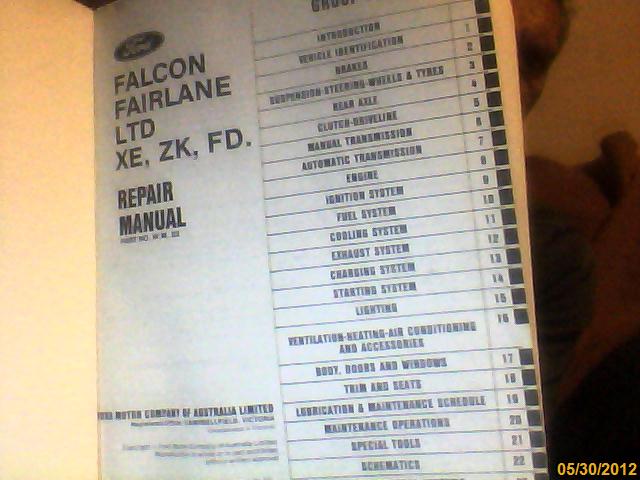 GROUP
Ford
FALCON
FAIRLANE
LTD
XE, ZK, FD.
REPAIR
MANUAL
INTRODUCTION 1
VEHICLE IDENTIFICATION 2
BRAKES 3
SUSPENSION-STEERING-WHEELS & TYRES 4
REAR AXLE 5
CLUTCH-DRIVELINE 6
MANUAL TRANSMISSION 7
AUTOMATIC TRANSMISSION 8
ENGINE 9
IGNITION SYSTEM 10
FUEL SYSTEM 11
COOLING SYSTEM 12
EXHAUST SYSTEM 13
CHARGING SYSTEM 14
STARTING SYSTEM 15
LIGHTING 16
VENTILATION-HEATING-AIR CONDITIONING
AND ACCESSORIES 17
BODY, DOORS AND WINDOWS 18
TRIM AND SEATS 19
LUBRICATION & MAINTENANCE SCHEDULE 20
MAINTENANCE OPERATIONS 21
SPECIAL TOOLS 22
SCHEMATICS
MOTOR COMPANY OF AUSTRALIA LIMITED
05/30/2012